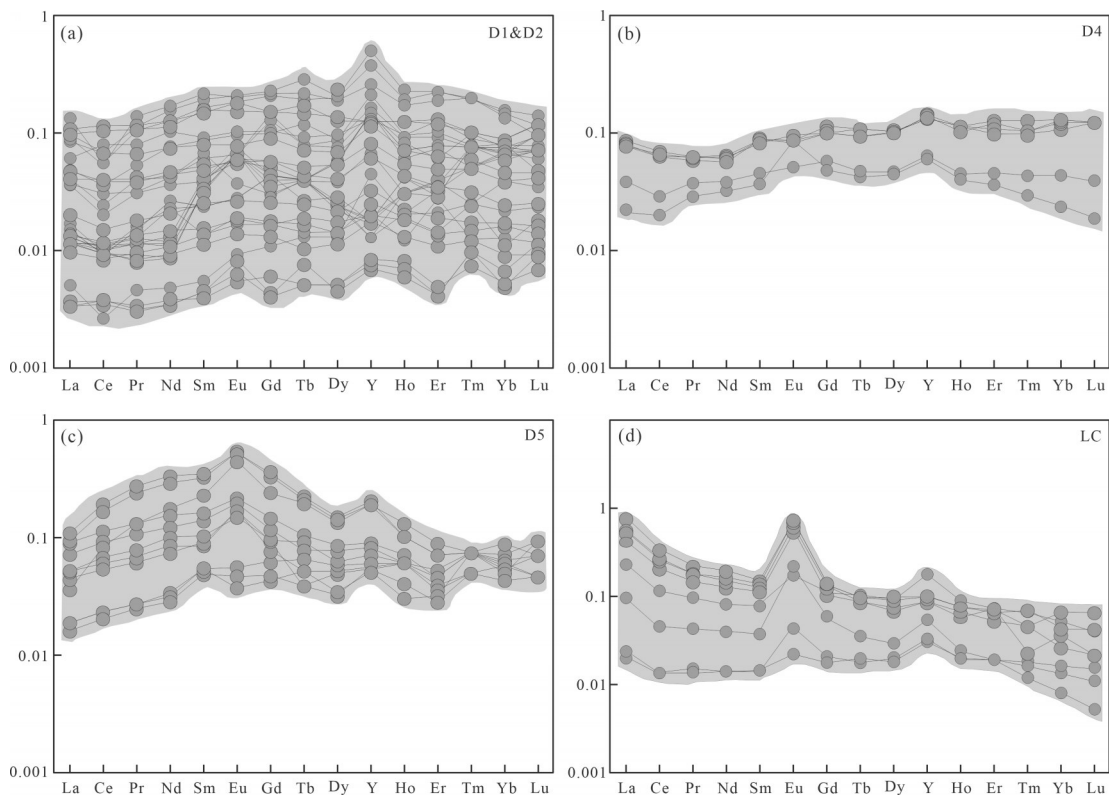 1
(a)
D1&D2
0.1
0.01
0.001
La Ce Pr Nd Sm Eu Gd Tb Dy Y Ho Er Tm Yb Lu
1
(b)
D4
0.1
0.01
0.001
La Ce Pr Nd Sm Eu Gd Tb Dy Y Ho Er Tm Yb Lu
1
(c)
D5
0.1
0.01
0.001
La Ce Pr Nd Sm Eu Gd Tb Dy Y Ho Er Tm Yb Lu
(d)
LC
1
0.1
0.01
0.001
La Ce Pr Nd Sm Eu Gd Tb Dy Y Ho Er Tm Yb Lu